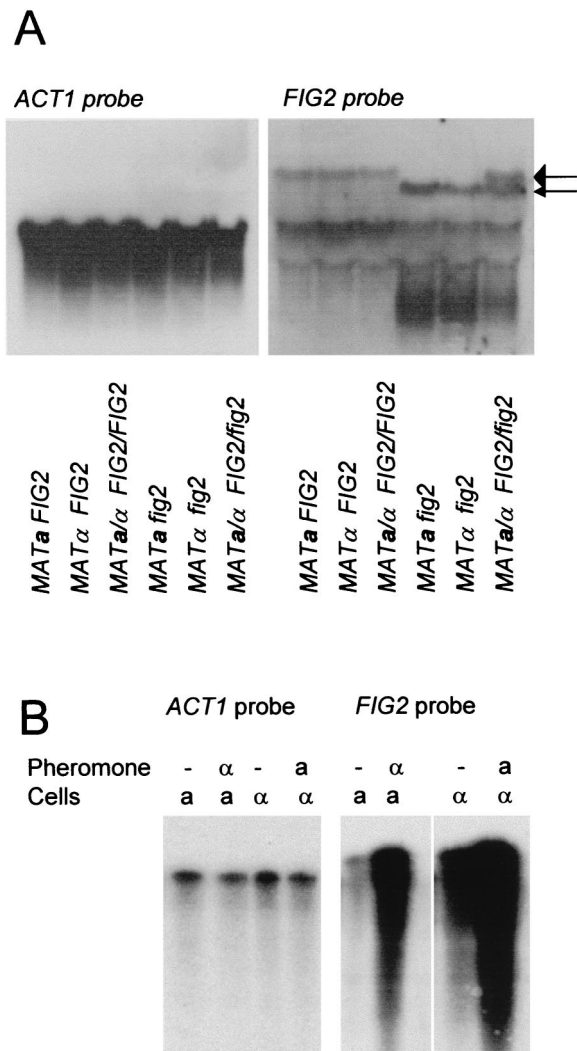 A
ACT1 probe FIG2 probe
MATa FIG2
MATα FIG2
MATa/α FIG2/FIG2
MATa fig2
MATα fig2
MATa/α FIG2/fig2
MATa FIG2
MATα FIG2
MATa/α FIG2/FIG2
MATa fig2
MATα fig2
MATa/α FIG2/fig2
B
ACT1 probe FIG2 probe
Pheromone - α - a - α - a
Cells a a α α a a α α